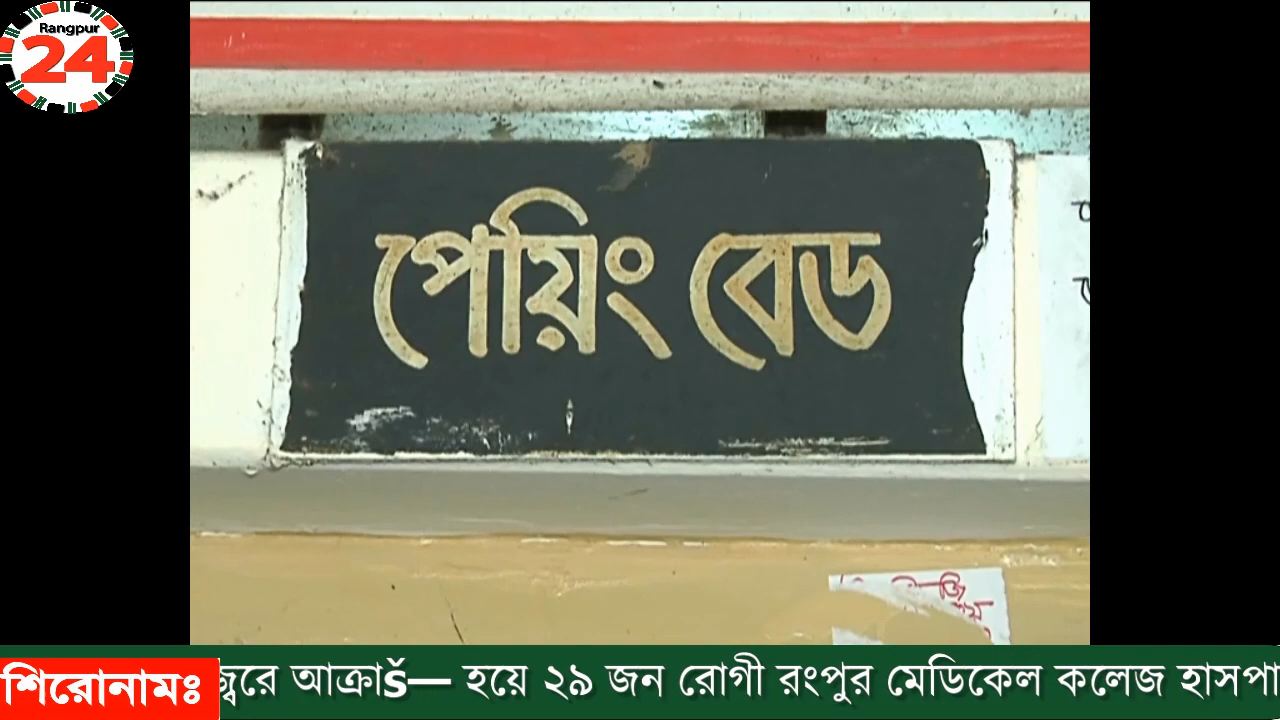 Rangpur
24
পেয়িং বেড
শিরোনামঃ জ্বরে আক্রাš— হয়ে ২৯ জন রোগী রংপুর মেডিকেল কলেজ হাসপা